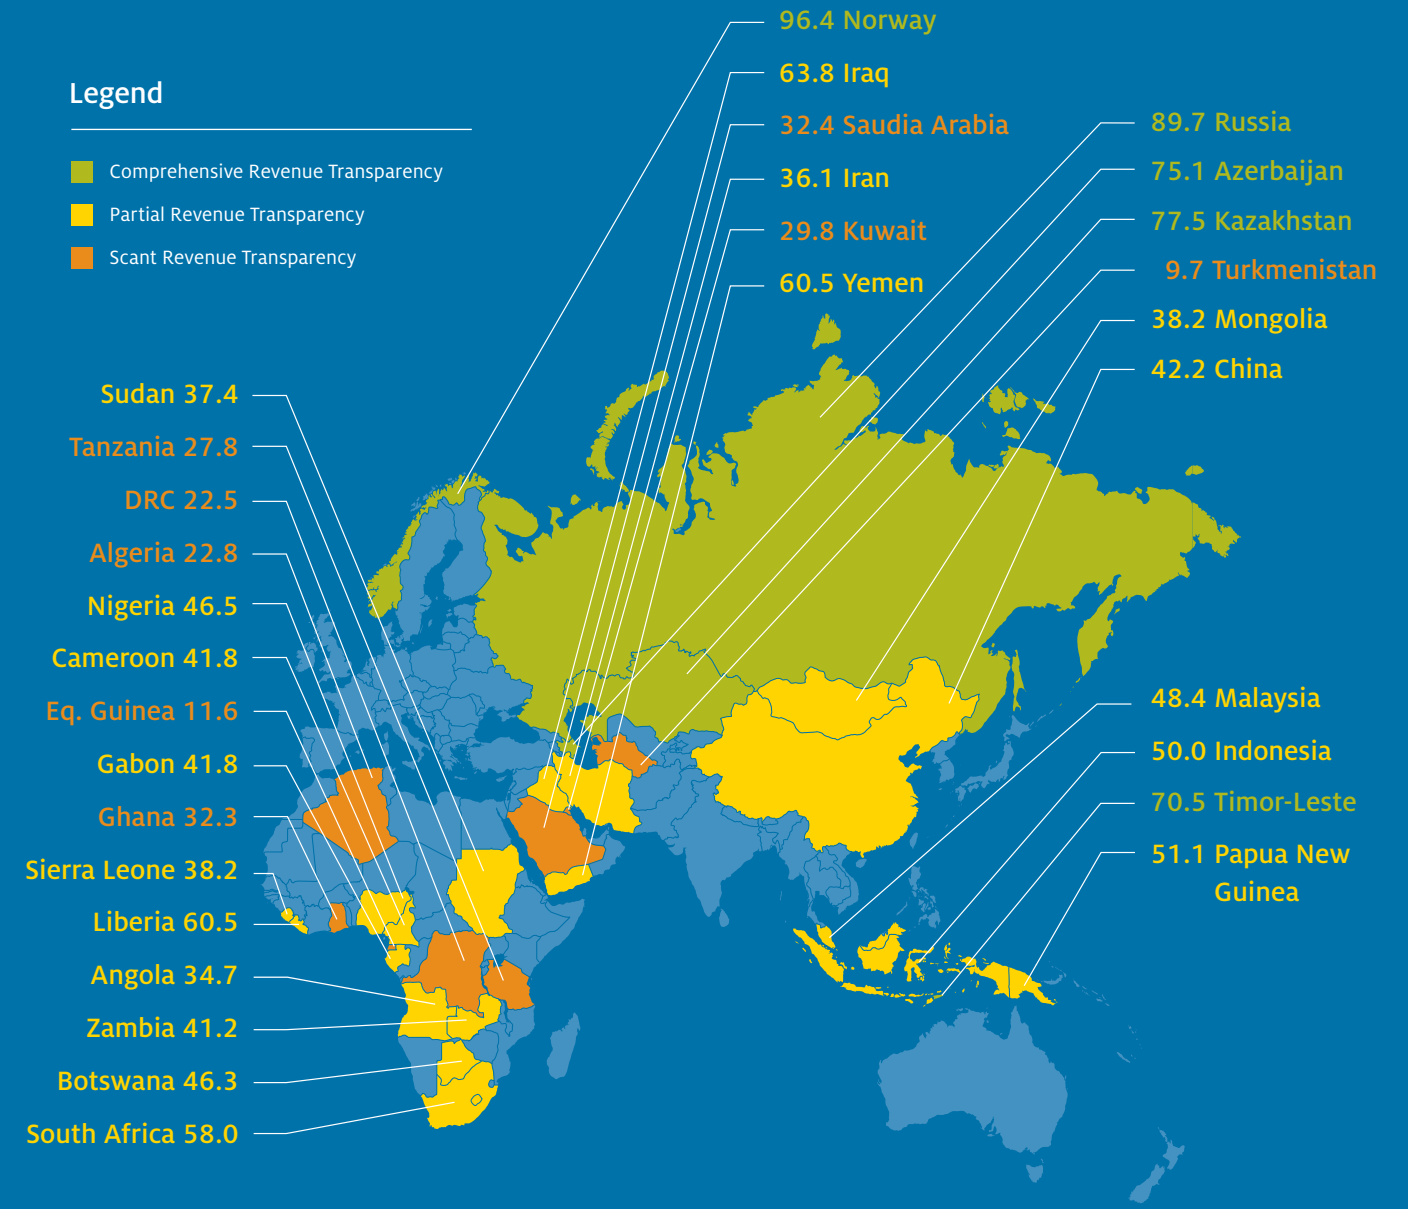 Legend
Comprehensive Revenue Transparency
Partial Revenue Transparency
Scant Revenue Transparency
96.4 Norway
63.8 Iraq
32.4 Saudia Arabia
36.1 Iran
29.8 Kuwait
60.5 Yemen
89.7 Russia
75.1 Azerbaijan
77.5 Kazakhstan
9.7 Turkmenistan
38.2 Mongolia
42.2 China
Sudan 37.4
Tanzania 27.8
DRC 22.5
Algeria 22.8
Nigeria 46.5
Cameroon 41.8
Eq. Guinea 11.6
Gabon 41.8
Ghana 32.3
Sierra Leone 38.2
Liberia 60.5
Angola 34.7
Zambia 41.2
Botswana 46.3
South Africa 58.0
48.4 Malaysia
50.0 Indonesia
70.5 Timor-Leste
51.1 Papua New
Guinea